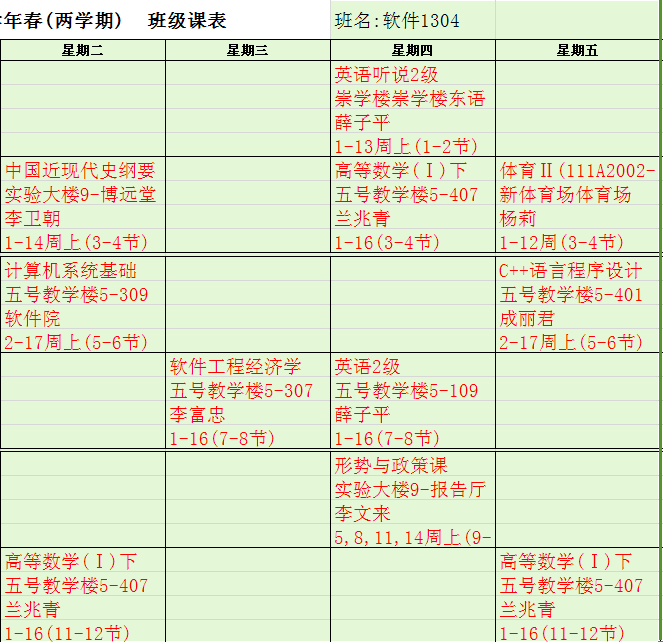 年春(两学期) 班级课表
班名:软件1304
星期二 星期三 星期四 星期五
英语听说2级
崇学楼崇学楼东语
薛子平
1-13周上(1-2节)
中国近现代史纲要
实验大楼9-博远堂
李卫朝
1-14周上(3-4节)
高等数学(Ⅰ)下
五号教学楼5-407
兰兆青
1-16(3-4节)
体育Ⅱ(111A2002-
新体育场体育场
杨莉
1-12周(3-4节)
计算机系统基础
五号教学楼5-309
软件院
2-17周上(5-6节)
C++语言程序设计
五号教学楼5-401
成丽君
2-17周上(5-6节)
软件工程经济学
五号教学楼5-307
李富忠
1-16(7-8节)
英语2级
五号教学楼5-109
薛子平
1-16(7-8节)
形势与政策课
实验大楼9-报告厅
李文来
5,8,11,14周上(9-
高等数学(Ⅰ)下
五号教学楼5-407
兰兆青
1-16(11-12节)
高等数学(Ⅰ)下
五号教学楼5-407
兰兆青
1-16(11-12节)